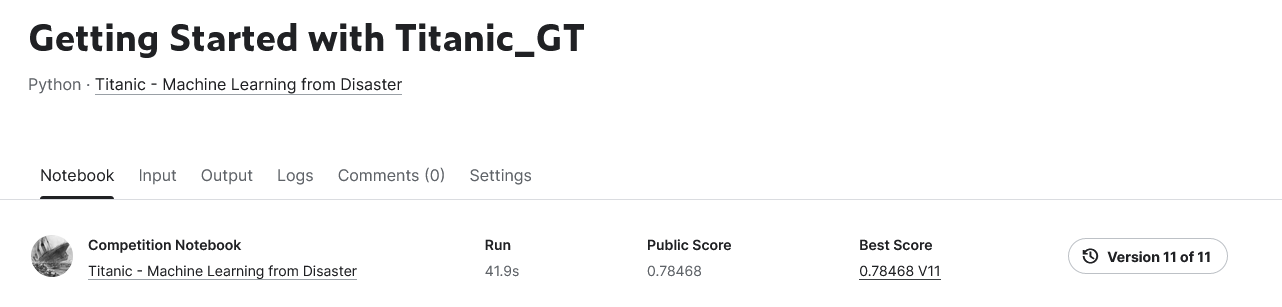 Getting Started with Titanic_GT
Python · Titanic - Machine Learning from Disaster
Notebook Input Output Logs Comments (0) Settings
Competition Notebook Run Public Score Best Score
Titanic - Machine Learning from Disaster 41.9s 0.78468 0.78468 V11
Version 11 of 11